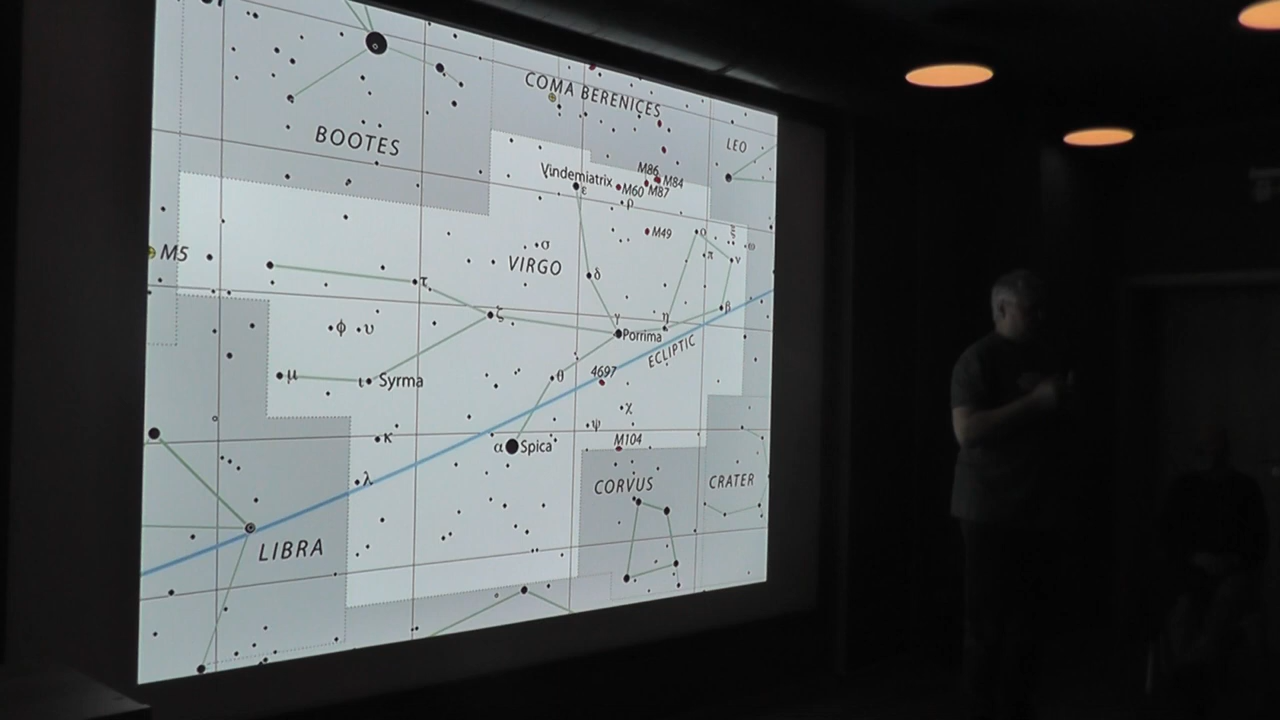 COMA BERENICES
BOOTES
LEO
Vindemiatrix
ε
M86
M84
M60
M87
ρ
M49
ο
ξ
ω
π
ν
M5
σ
VIRGO
δ
τ
ζ
γ
η
β
Porrima
φ
υ
ECLIPTIC
μ
ι
Syrma
θ
4697
χ
ψ
κ
α
Spica
M104
λ
CORVUS
CRATER
LIBRA